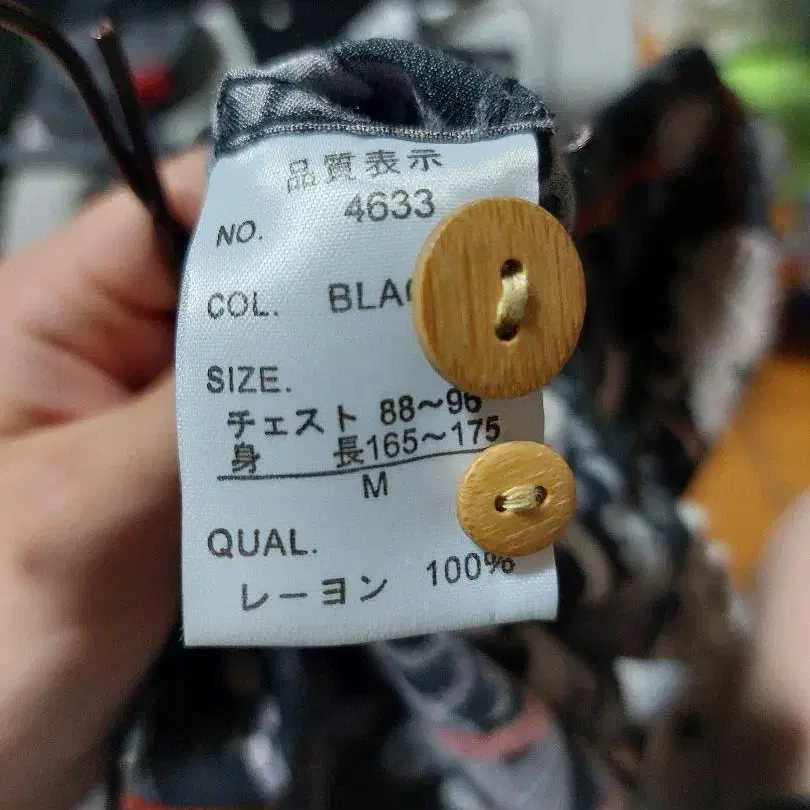 品質表示
NO. 4633
COL. BLAC
SIZE.
チェスト 88～96
身 長165～175
M
QUAL.
レーヨン 100%